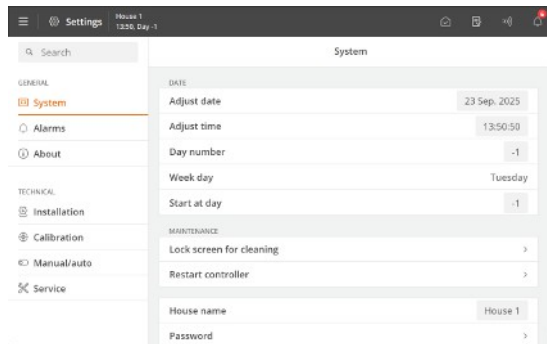 Settings
House 1
13:50, Day -1
Search
System
GENERAL
System
Alarms
About
TECHNICAL
Installation
Calibration
Manual/auto
Service
DATE
Adjust date 23 Sep. 2025
Adjust time 13:50:50
Day number -1
Week day Tuesday
Start at day -1
MAINTENANCE
Lock screen for cleaning
Restart controller
House name House 1
Password